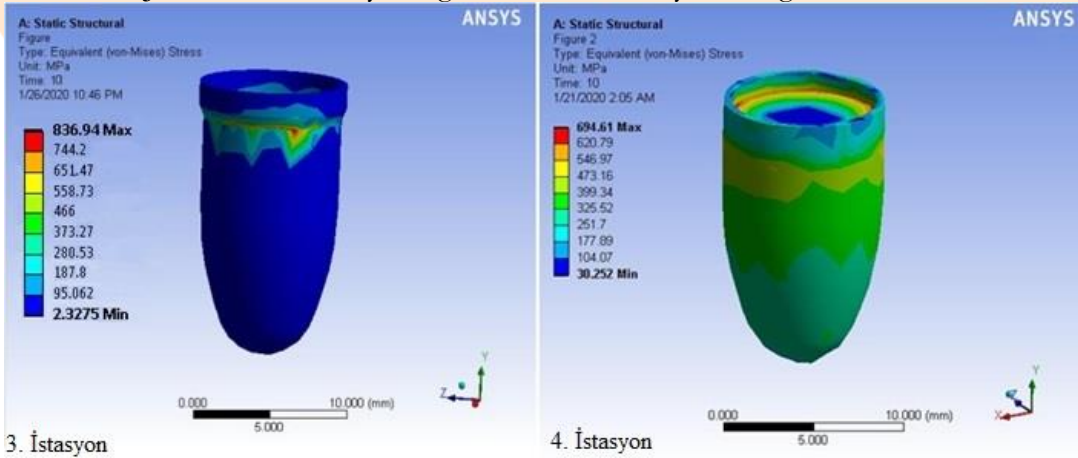 A: Static Structural
Figure
Type: Equivalent (von-Mises) Stress
Unit: MPa
Time: 10
1/26/2020 10:46 PM
ANSYS
836.94 Max
744.2
651.47
558.73
466
373.27
280.53
187.8
95.062
2.3275 Min
Z
Y
0.000
10.000 (mm)
5.000
3. İstasyon
A: Static Structural
Figure 2
Type: Equivalent (von-Mises) Stress
Unit: MPa
Time: 10
1/21/2020 2:05 AM
ANSYS
694.61 Max
620.79
546.97
473.16
399.34
325.52
251.7
177.89
104.07
30.252 Min
Y
X
0.000
10.000 (mm)
5.000
4. İstasyon